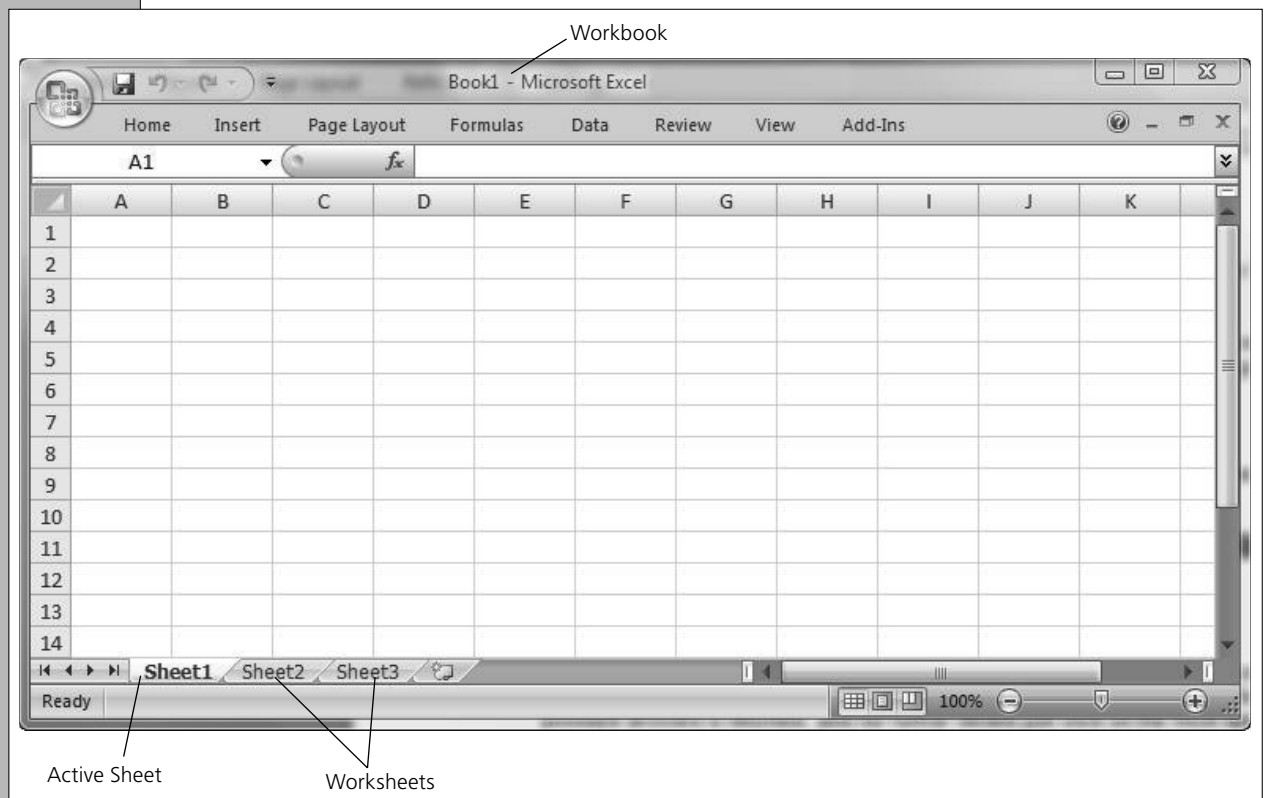 Workbook
Book1 - Microsoft Excel
Home Insert Page Layout Formulas Data Review View Add-Ins
A1 fx
A B C D E F G H I J K
1
2
3
4
5
6
7
8
9
10
11
12
13
14
Sheet1 Sheet2 Sheet3
Ready 100%
Active Sheet Worksheets